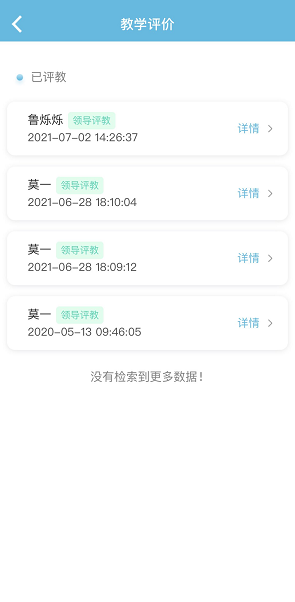 教学评价
已评教
鲁烁烁 领导评教
2021-07-02 14:26:37
详情
莫一 领导评教
2021-06-28 18:10:04
详情
莫一 领导评教
2021-06-28 18:09:12
详情
莫一 领导评教
2020-05-13 09:46:05
详情
没有检索到更多数据！